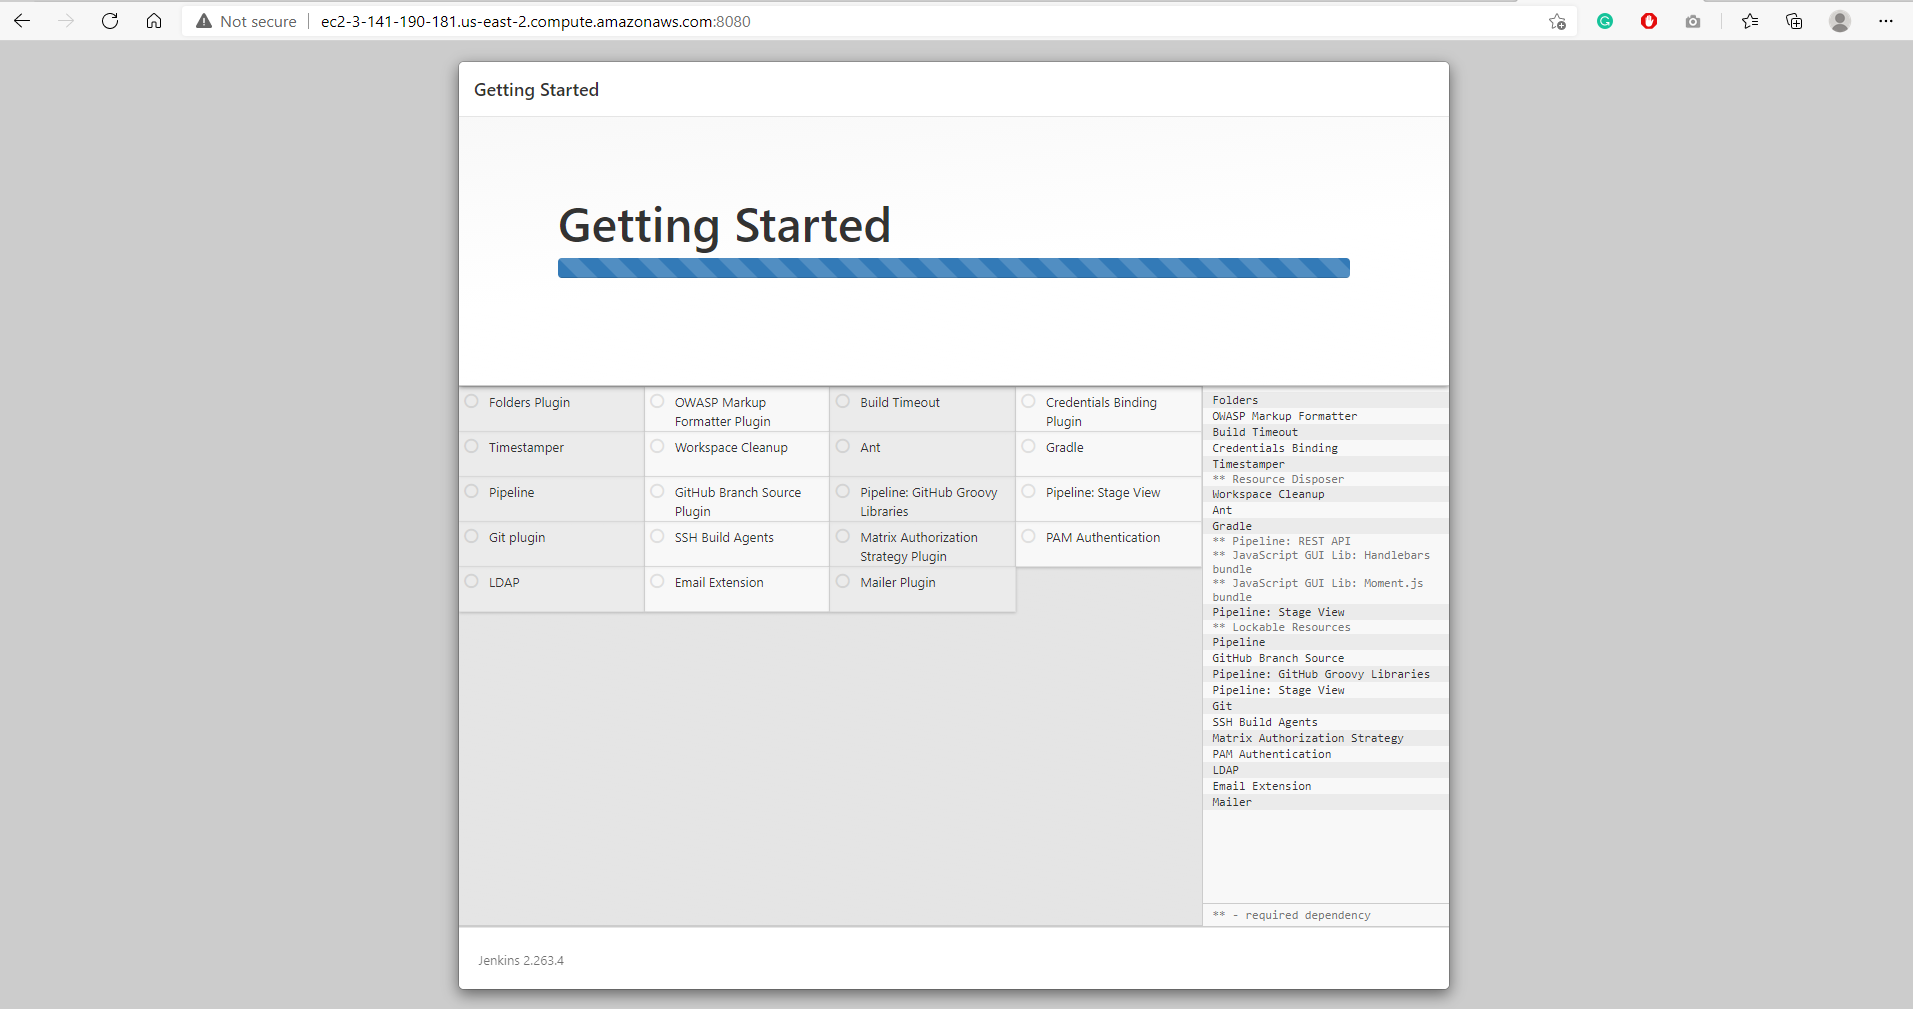 Not secure
ec2-3-141-190-181.us-east-2.compute.amazonaws.com:8080
Getting Started
Getting Started
Folders Plugin
OWASP Markup
Formatter Plugin
Build Timeout
Credentials Binding
Plugin
Timestamper
Workspace Cleanup
Ant
Gradle
Pipeline
GitHub Branch Source
Plugin
Pipeline: GitHub Groovy
Libraries
Pipeline: Stage View
Git plugin
SSH Build Agents
Matrix Authorization
Strategy Plugin
PAM Authentication
LDAP
Email Extension
Mailer Plugin
Folders
OWASP Markup Formatter
Build Timeout
Credentials Binding
Timestamper
** Resource Disposer
Workspace Cleanup
Ant
Gradle
** Pipeline: REST API
** JavaScript GUI Lib: Handlebars
bundle
** JavaScript GUI Lib: Moment.js
bundle
Pipeline: Stage View
** Lockable Resources
Pipeline
GitHub Branch Source
Pipeline: GitHub Groovy Libraries
Pipeline: Stage View
Git
SSH Build Agents
Matrix Authorization Strategy
PAM Authentication
LDAP
Email Extension
Mailer
** - required dependency
Jenkins 2.263.4